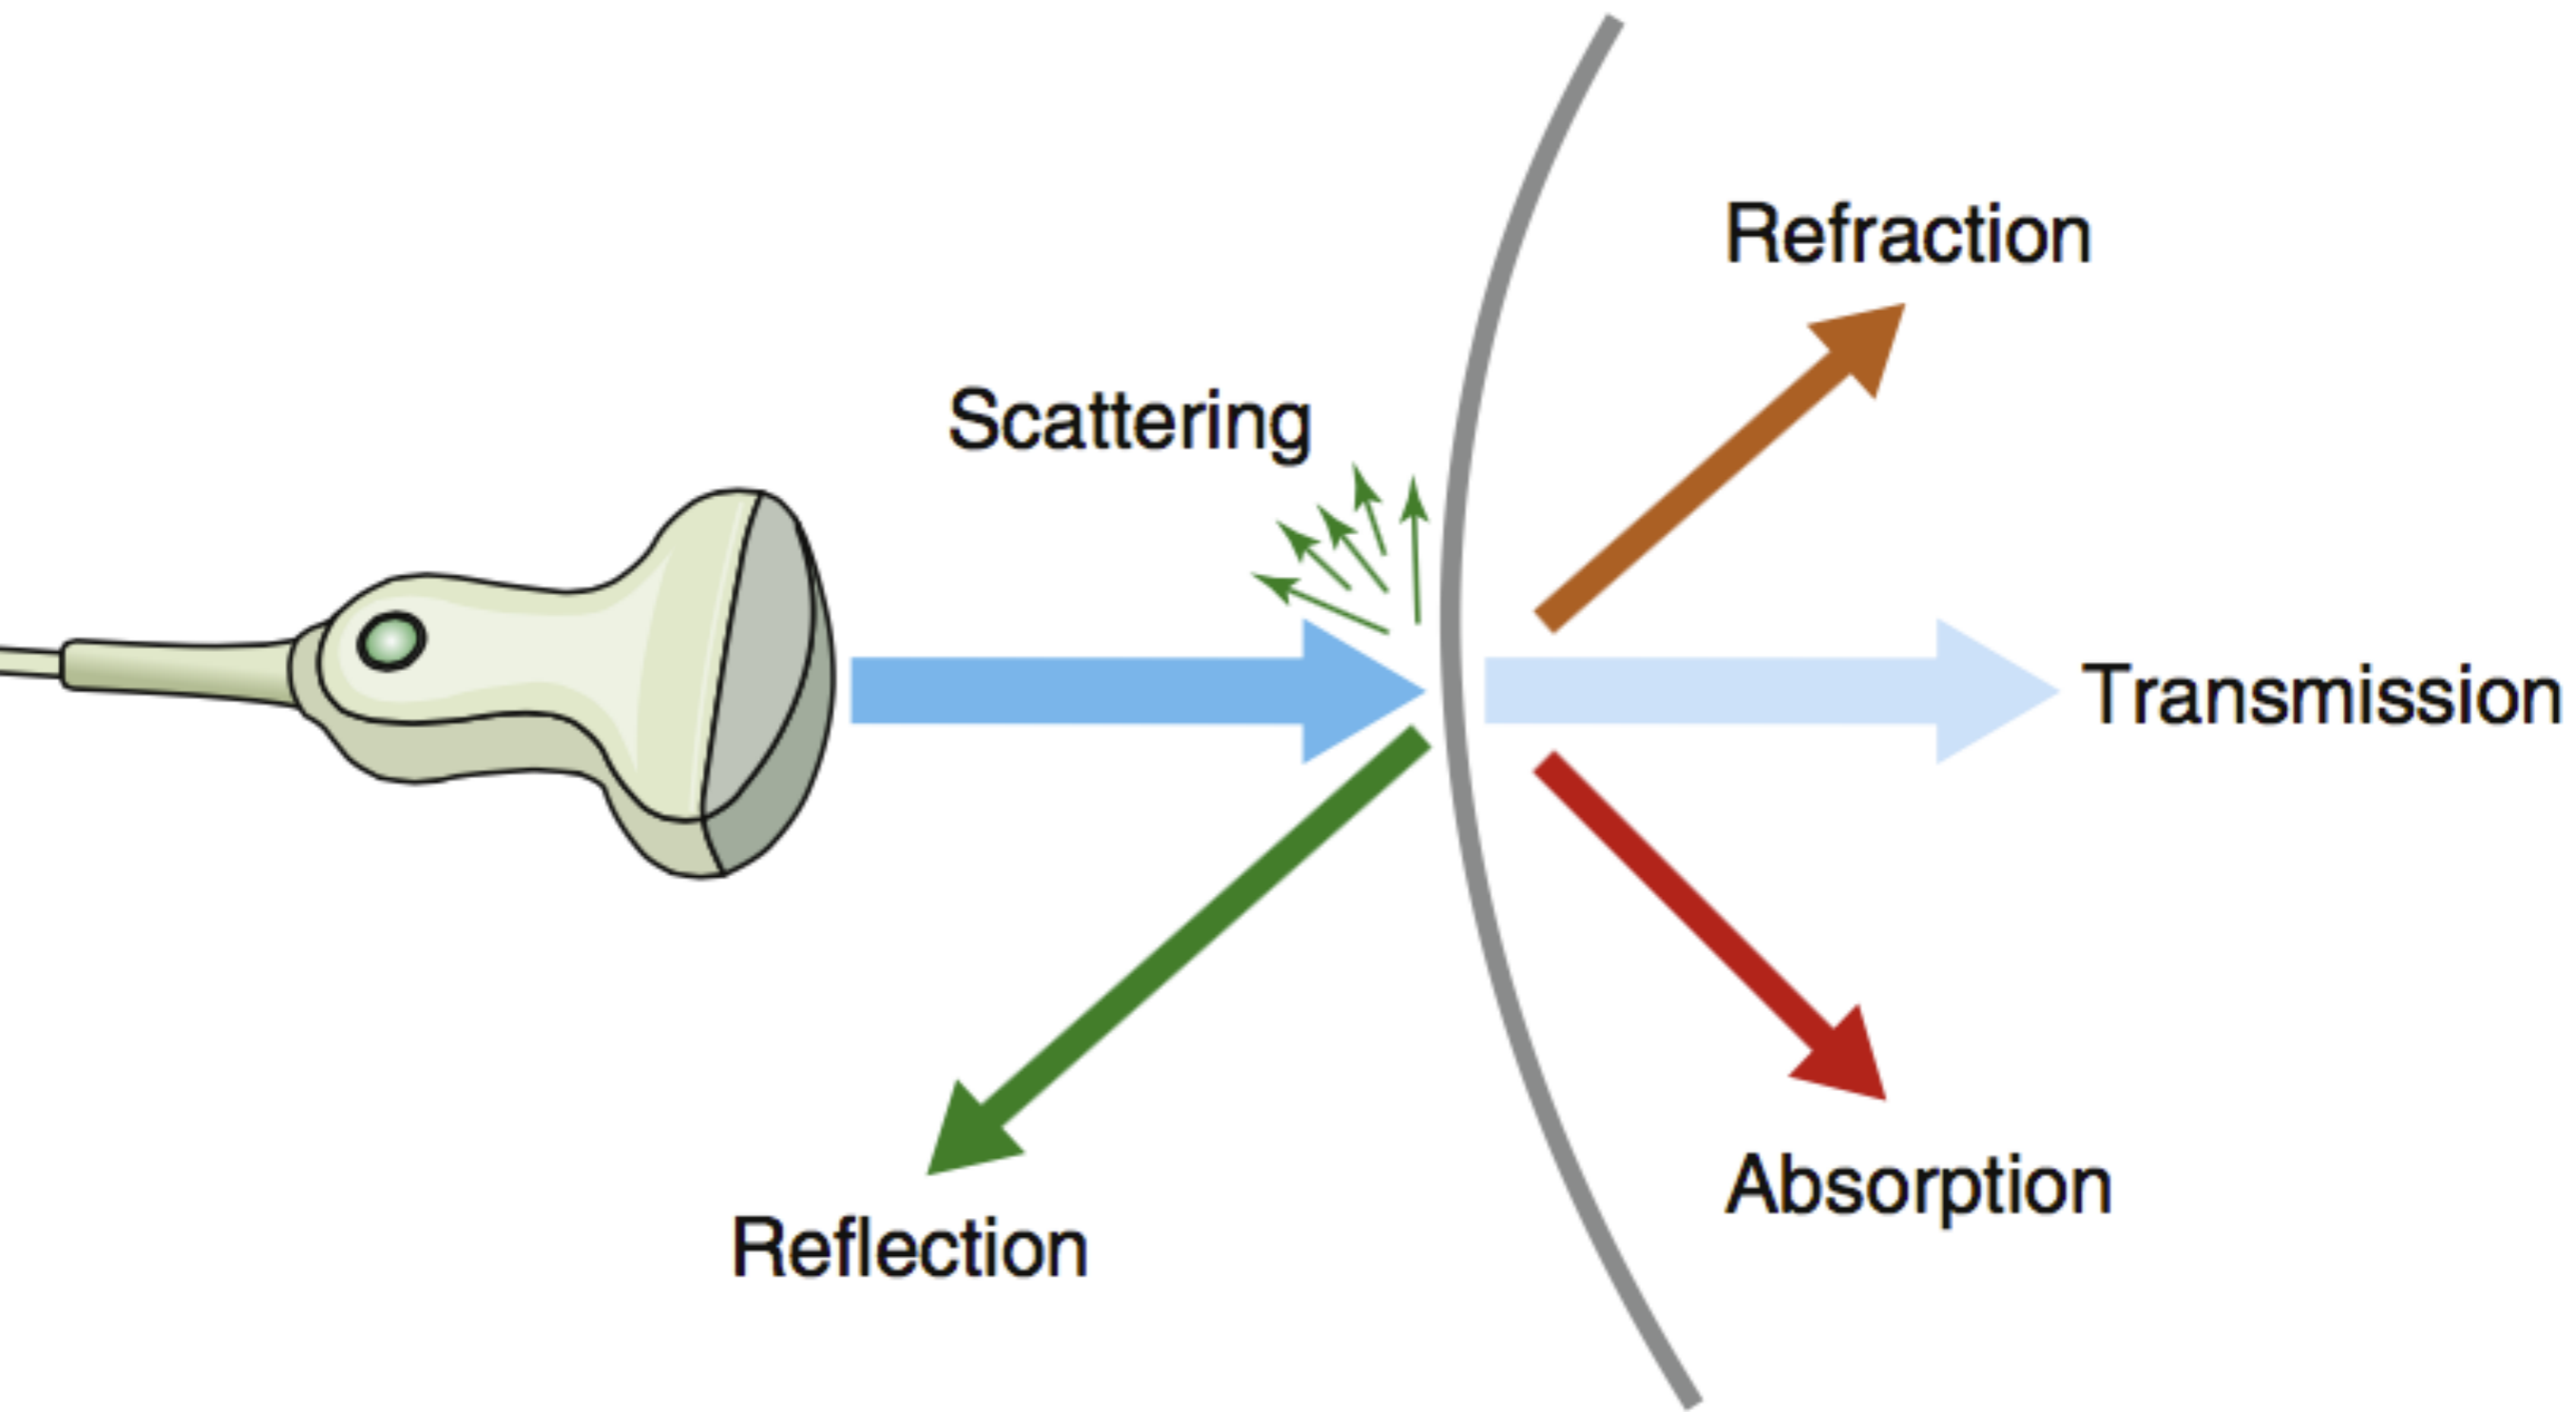 Refraction
Scattering
Transmission
Absorption
Reflection